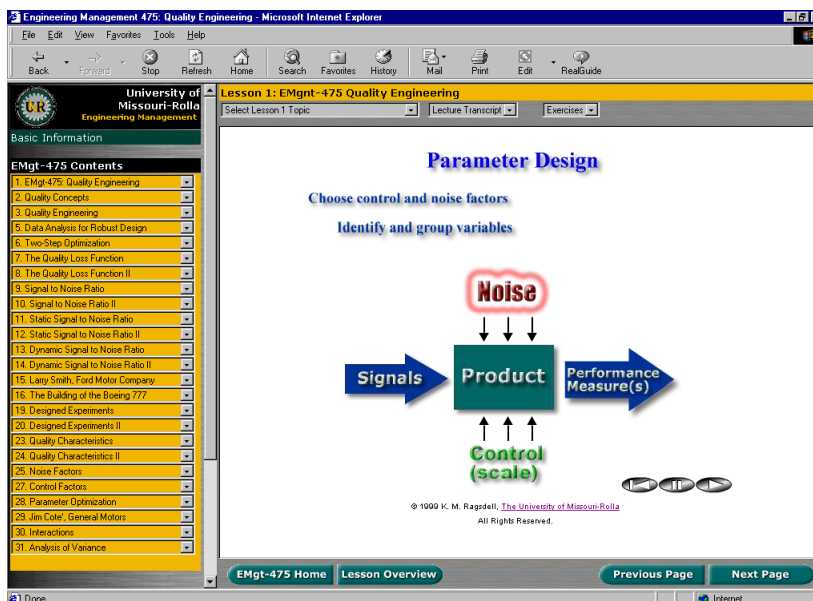 Engineering Management 475: Quality Engineering - Microsoft Internet Explorer
File Edit View Favorites Tools Help
Back Forward Stop Refresh Home Search Favorites History Mail Print Edit RealGuide
University of
Missouri-Rolla
Engineering Management
UR
Basic Information
EMgt-475 Contents
1. EMgt-475: Quality Engineering
2. Quality Concepts
3. Quality Engineering
5. Data Analysis for Robust Design
6. Two-Step Optimization
7. The Quality Loss Function
8. The Quality Loss Function II
9. Signal to Noise Ratio
10. Signal to Noise Ratio II
11. Static Signal to Noise Ratio
12. Static Signal to Noise Ratio II
13. Dynamic Signal to Noise Ratio
14. Dynamic Signal to Noise Ratio II
15. Larry Smith, Ford Motor Company
16. The Building of the Boeing 777
19. Designed Experiments
20. Designed Experiments II
23. Quality Characteristics
24. Quality Characteristics II
25. Noise Factors
27. Control Factors
28. Parameter Optimization
29. Jim Cote', General Motors
30. Interactions
31. Analysis of Variance
Lesson 1: EMgnt-475 Quality Engineering
Select Lesson 1 Topic Lecture Transcript Exercises
Parameter Design
Choose control and noise factors
Identify and group variables
Noise
Signals
Product
Performance
Measure(s)
Control
(scale)
© 1999 K. M. Ragsdell, The University of Missouri-Rolla
All Rights Reserved.
EMgt-475 Home Lesson Overview Previous Page Next Page
Done Internet